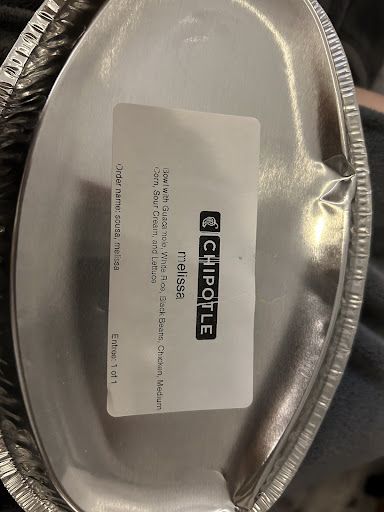 CHIPOTLE
melissa
Bowl with Guacamole, White Rice, Black Beans, Chicken, Medium
Corn, Sour Cream, and Lettuce
Order name: sousa, melissa Entree: 1 of 1